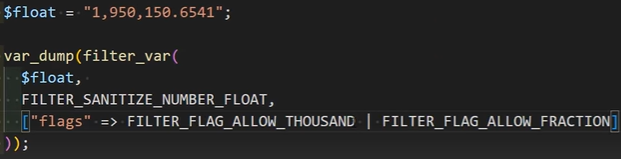 $float = "1,950,150.6541";
var_dump(filter_var(
$float,
FILTER_SANITIZE_NUMBER_FLOAT,
["flags" => FILTER_FLAG_ALLOW_THOUSAND | FILTER_FLAG_ALLOW_FRACTION]
));